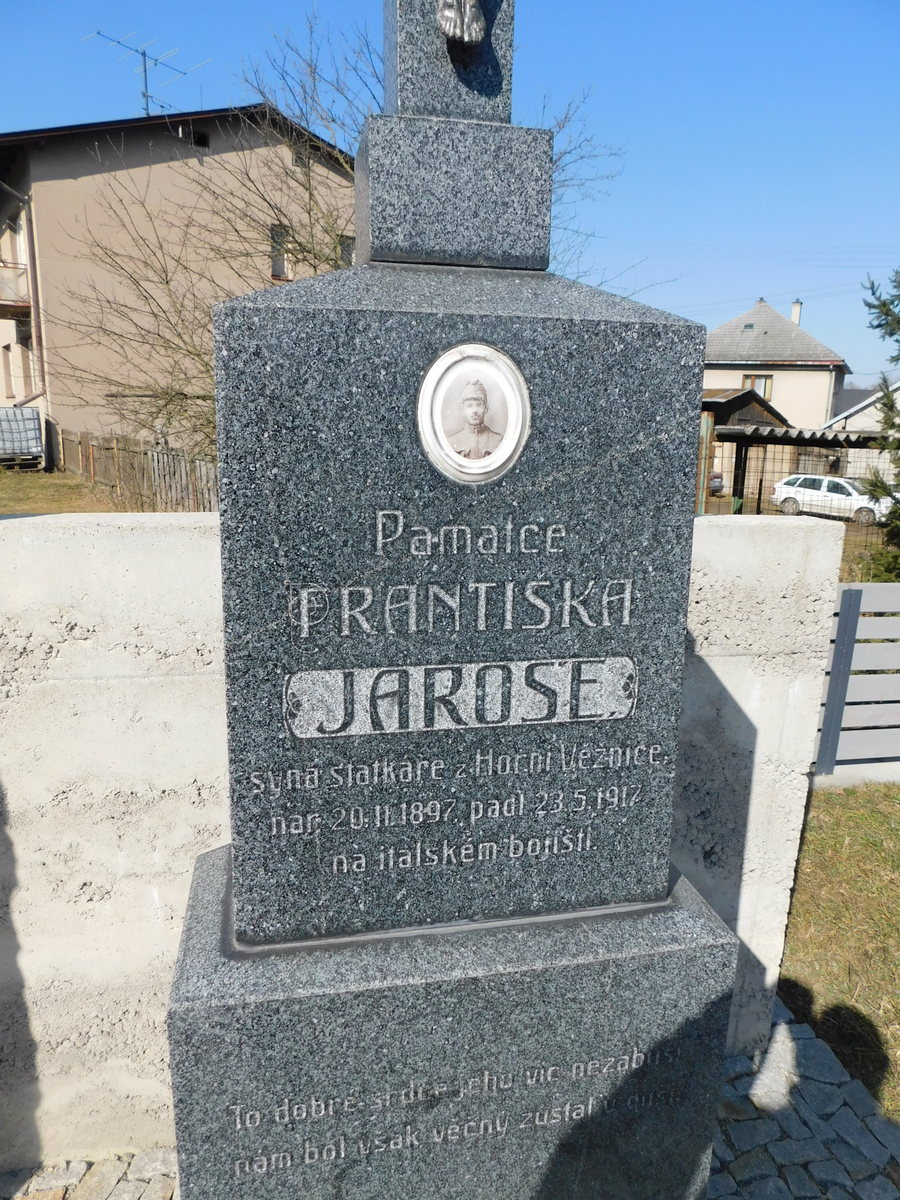 Památce
FRANTIŠKA
JAROŠE,
syna statkáře z Horní Věžnice,
nar. 20.11.1897, padl 23.5.1917
na italském bojišti.
To dobré srdce jeho víc nezabuší
nám bol však věčný zůstal v duši